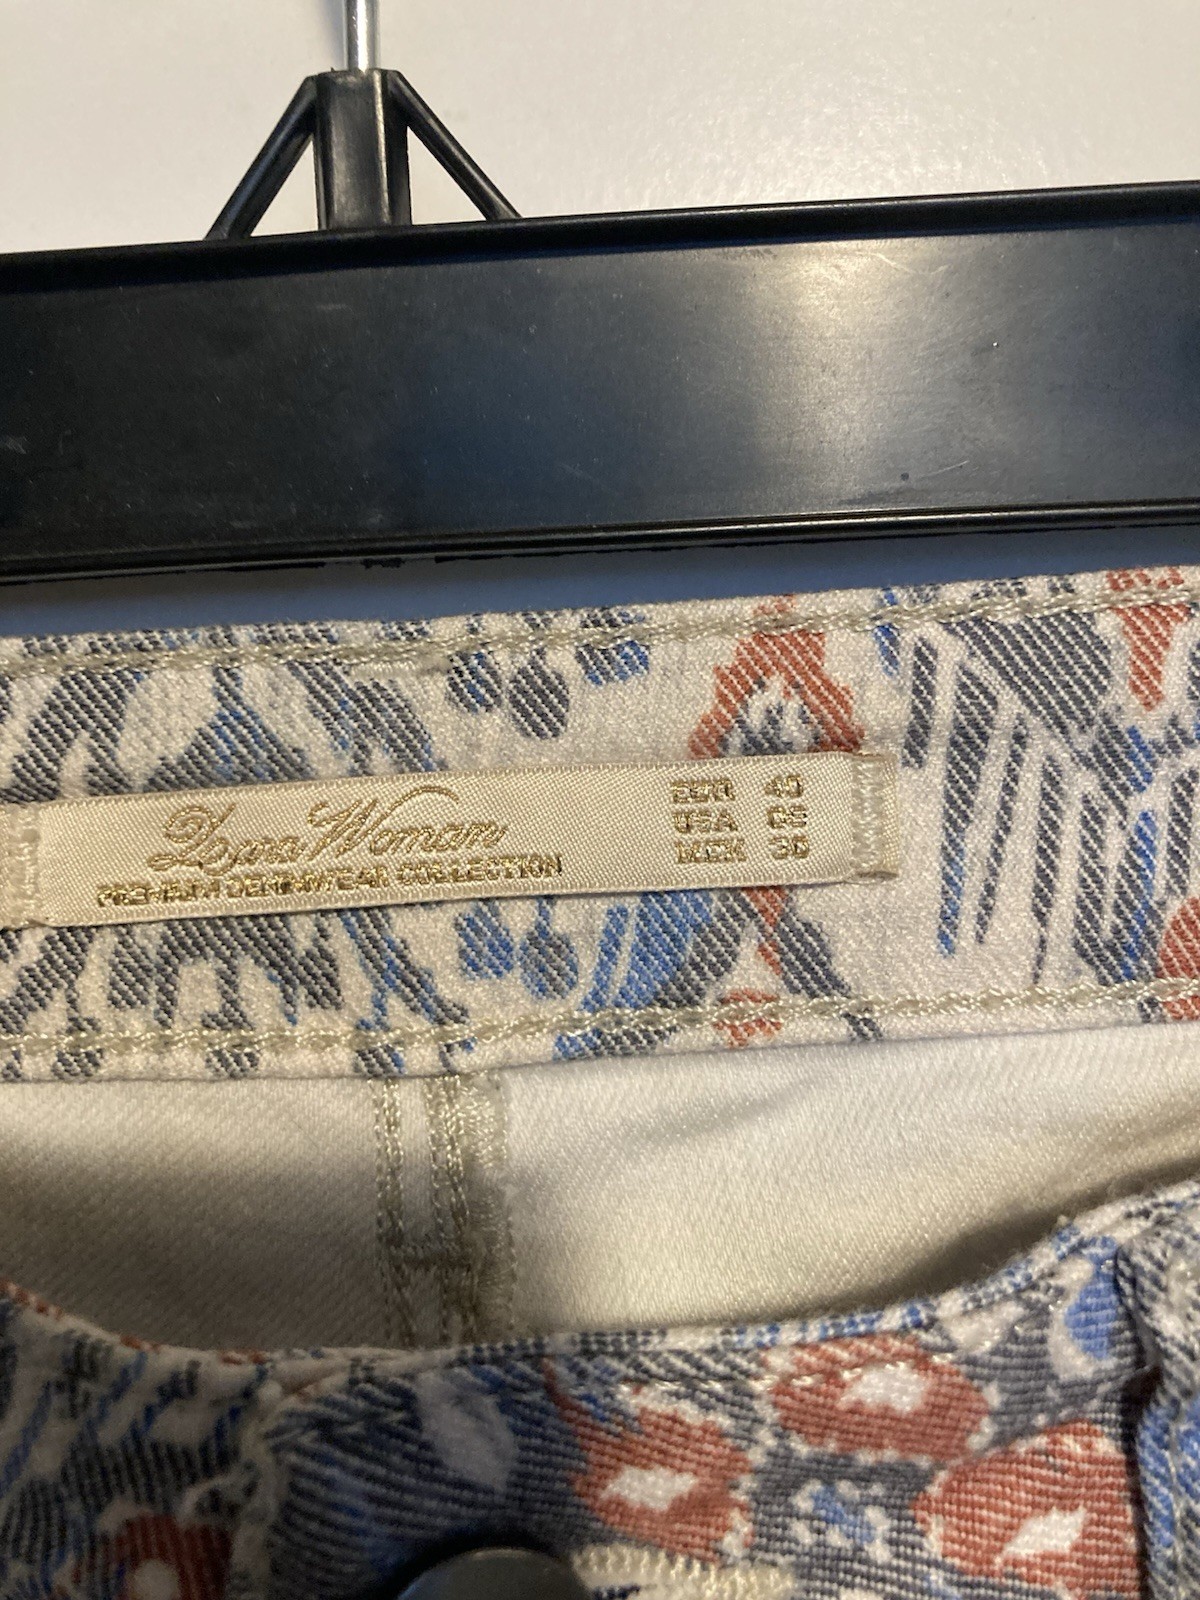 Zara Woman
PREMIUM DENIMWEAR COLLECTION
EUR 40
USA 08
MEX 30